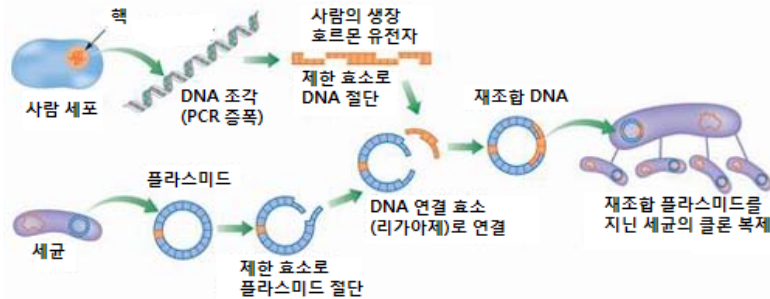 핵
사람 세포
DNA 조각
(PCR 증폭)
사람의 생장
호르몬 유전자
제한 효소로
DNA 절단
재조합 DNA
플라스미드
세균
제한 효소로
플라스미드 절단
DNA 연결 효소
(리가아제)로 연결
재조합 플라스미드를
지닌 세균의 클론 복제